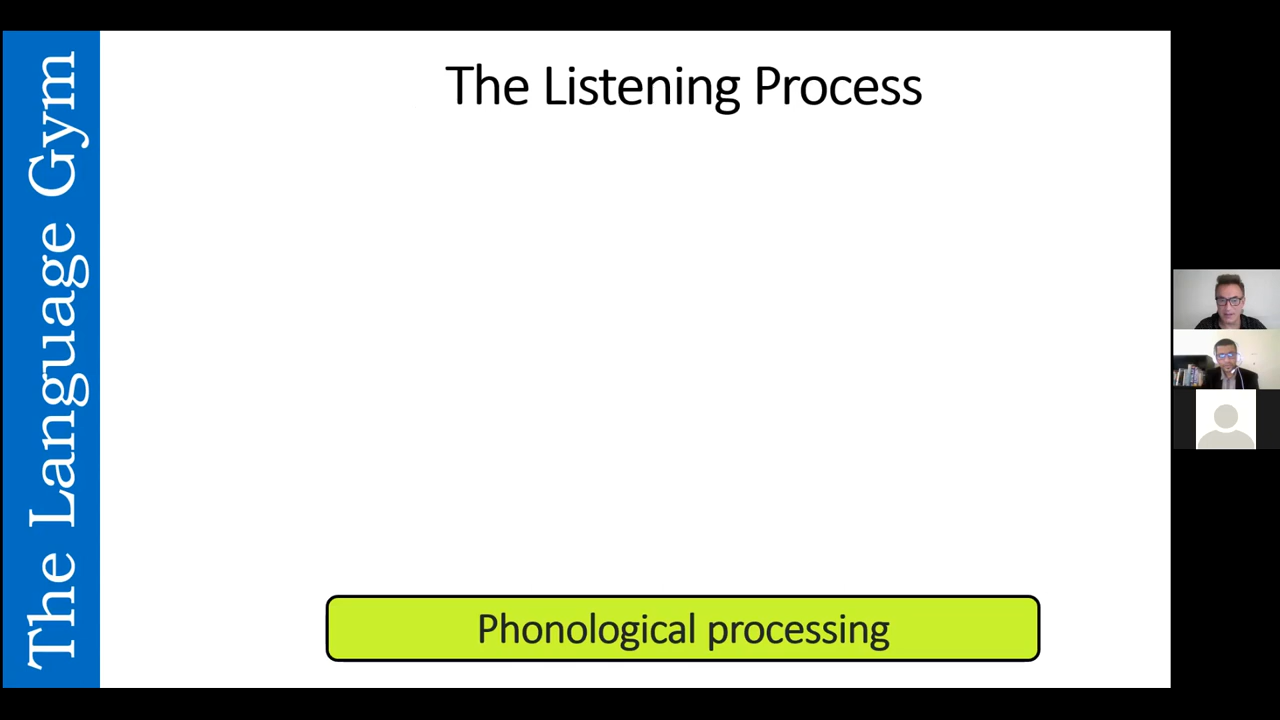 The Language Gym
The Listening Process
Phonological processing